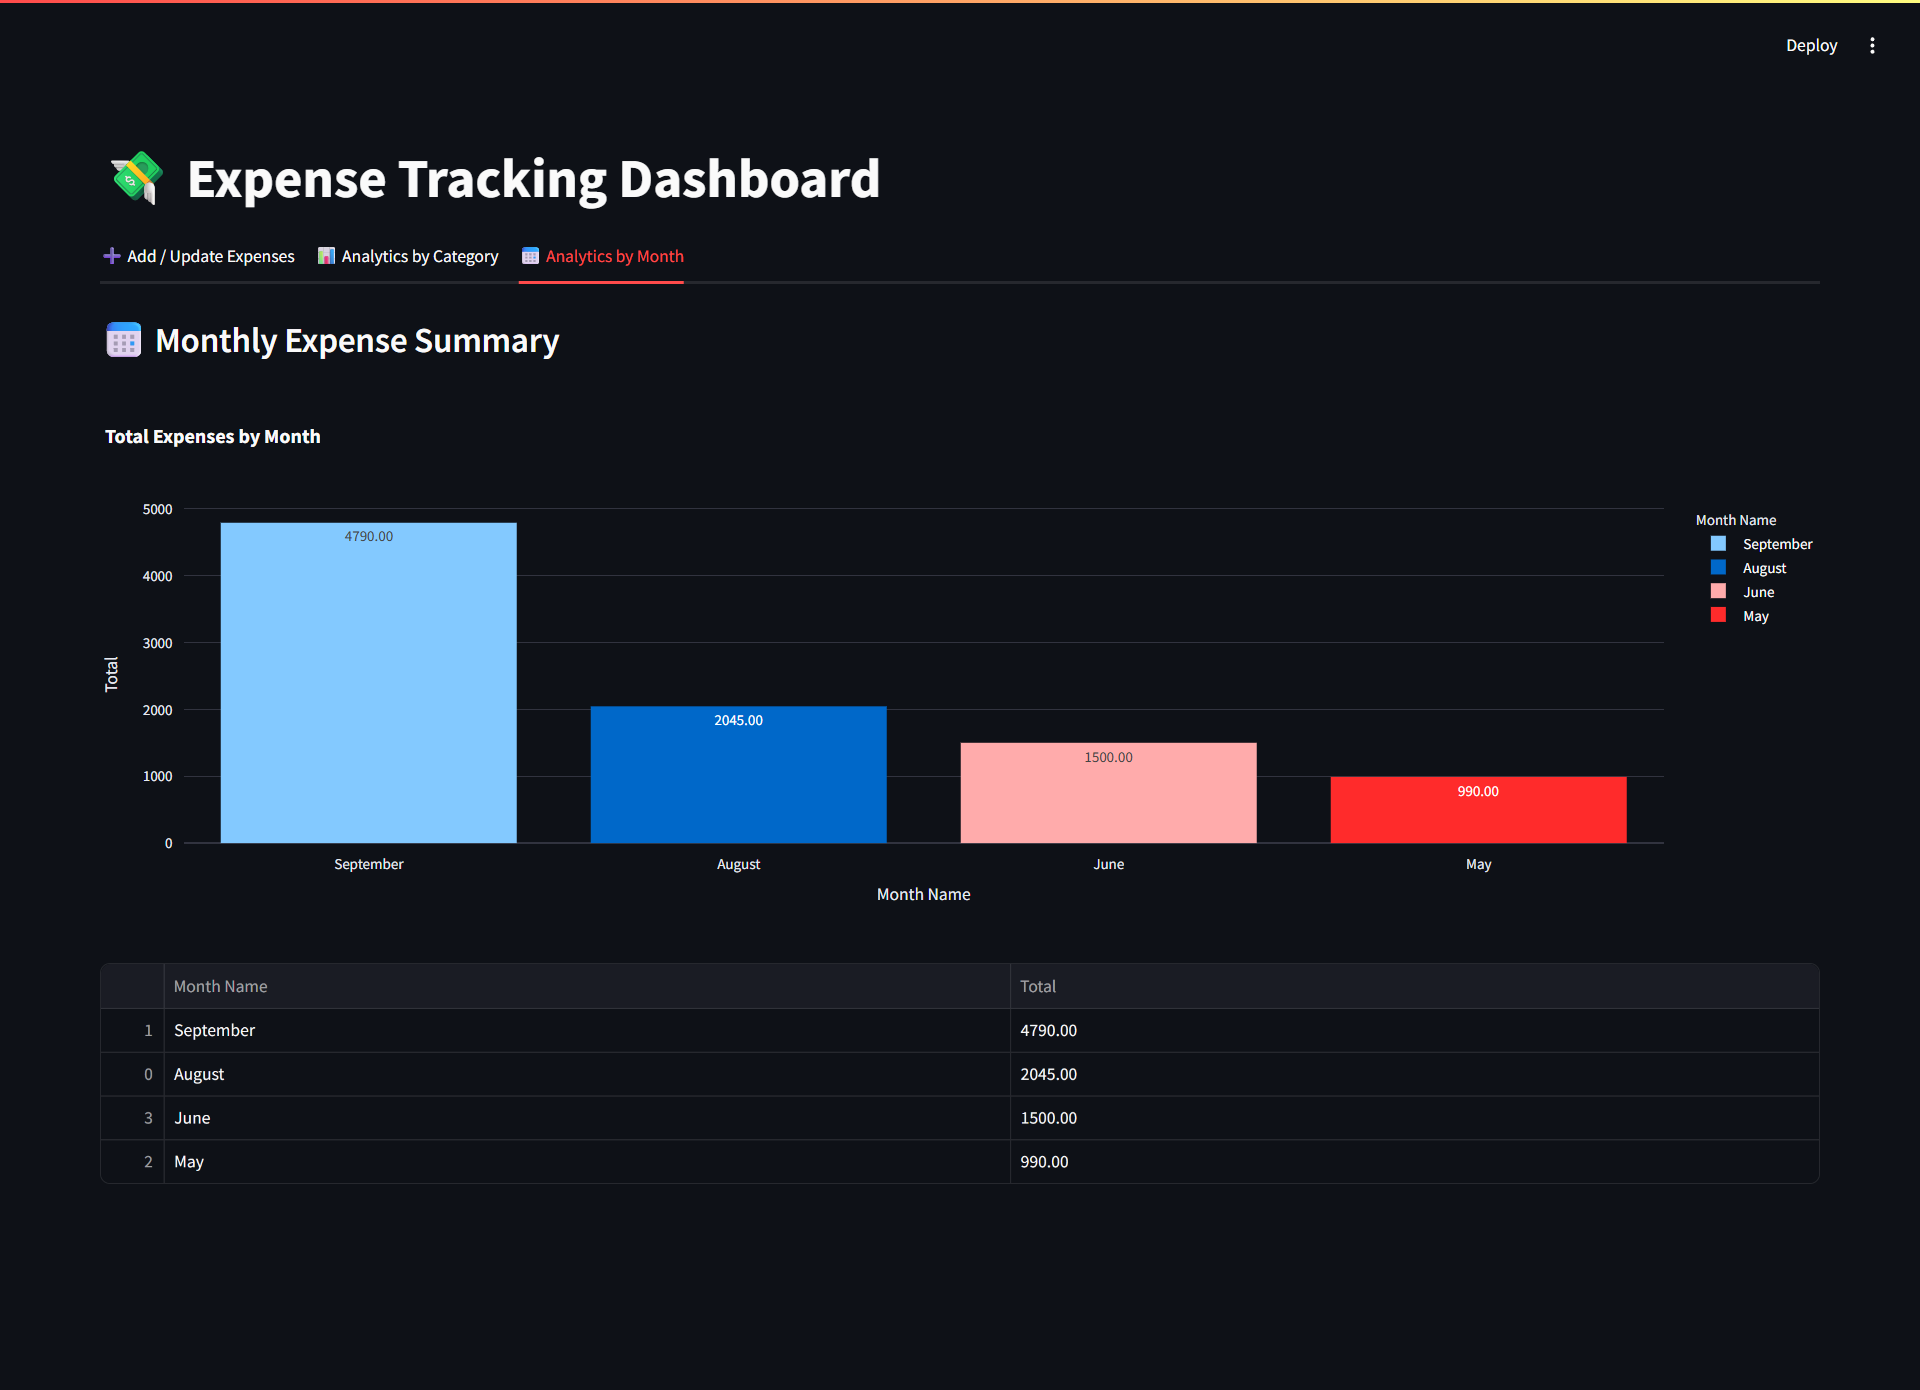 Deploy
Expense Tracking Dashboard
Add / Update Expenses Analytics by Category Analytics by Month
Monthly Expense Summary
Total Expenses by Month
5000
4000
3000
2000
1000
0
Total
4790.00
2045.00
1500.00
990.00
September August June May
Month Name
Month Name
September
August
June
May
Month Name Total
1 September 4790.00
0 August 2045.00
3 June 1500.00
2 May 990.00